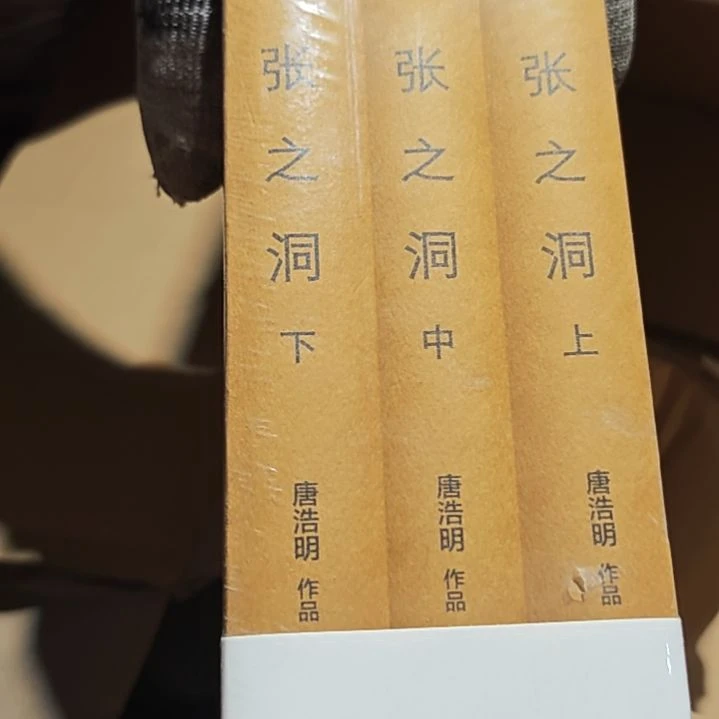 张之洞 下 唐浩明 作品
张之洞 中 唐浩明 作品
张之洞 上 唐浩明 作品